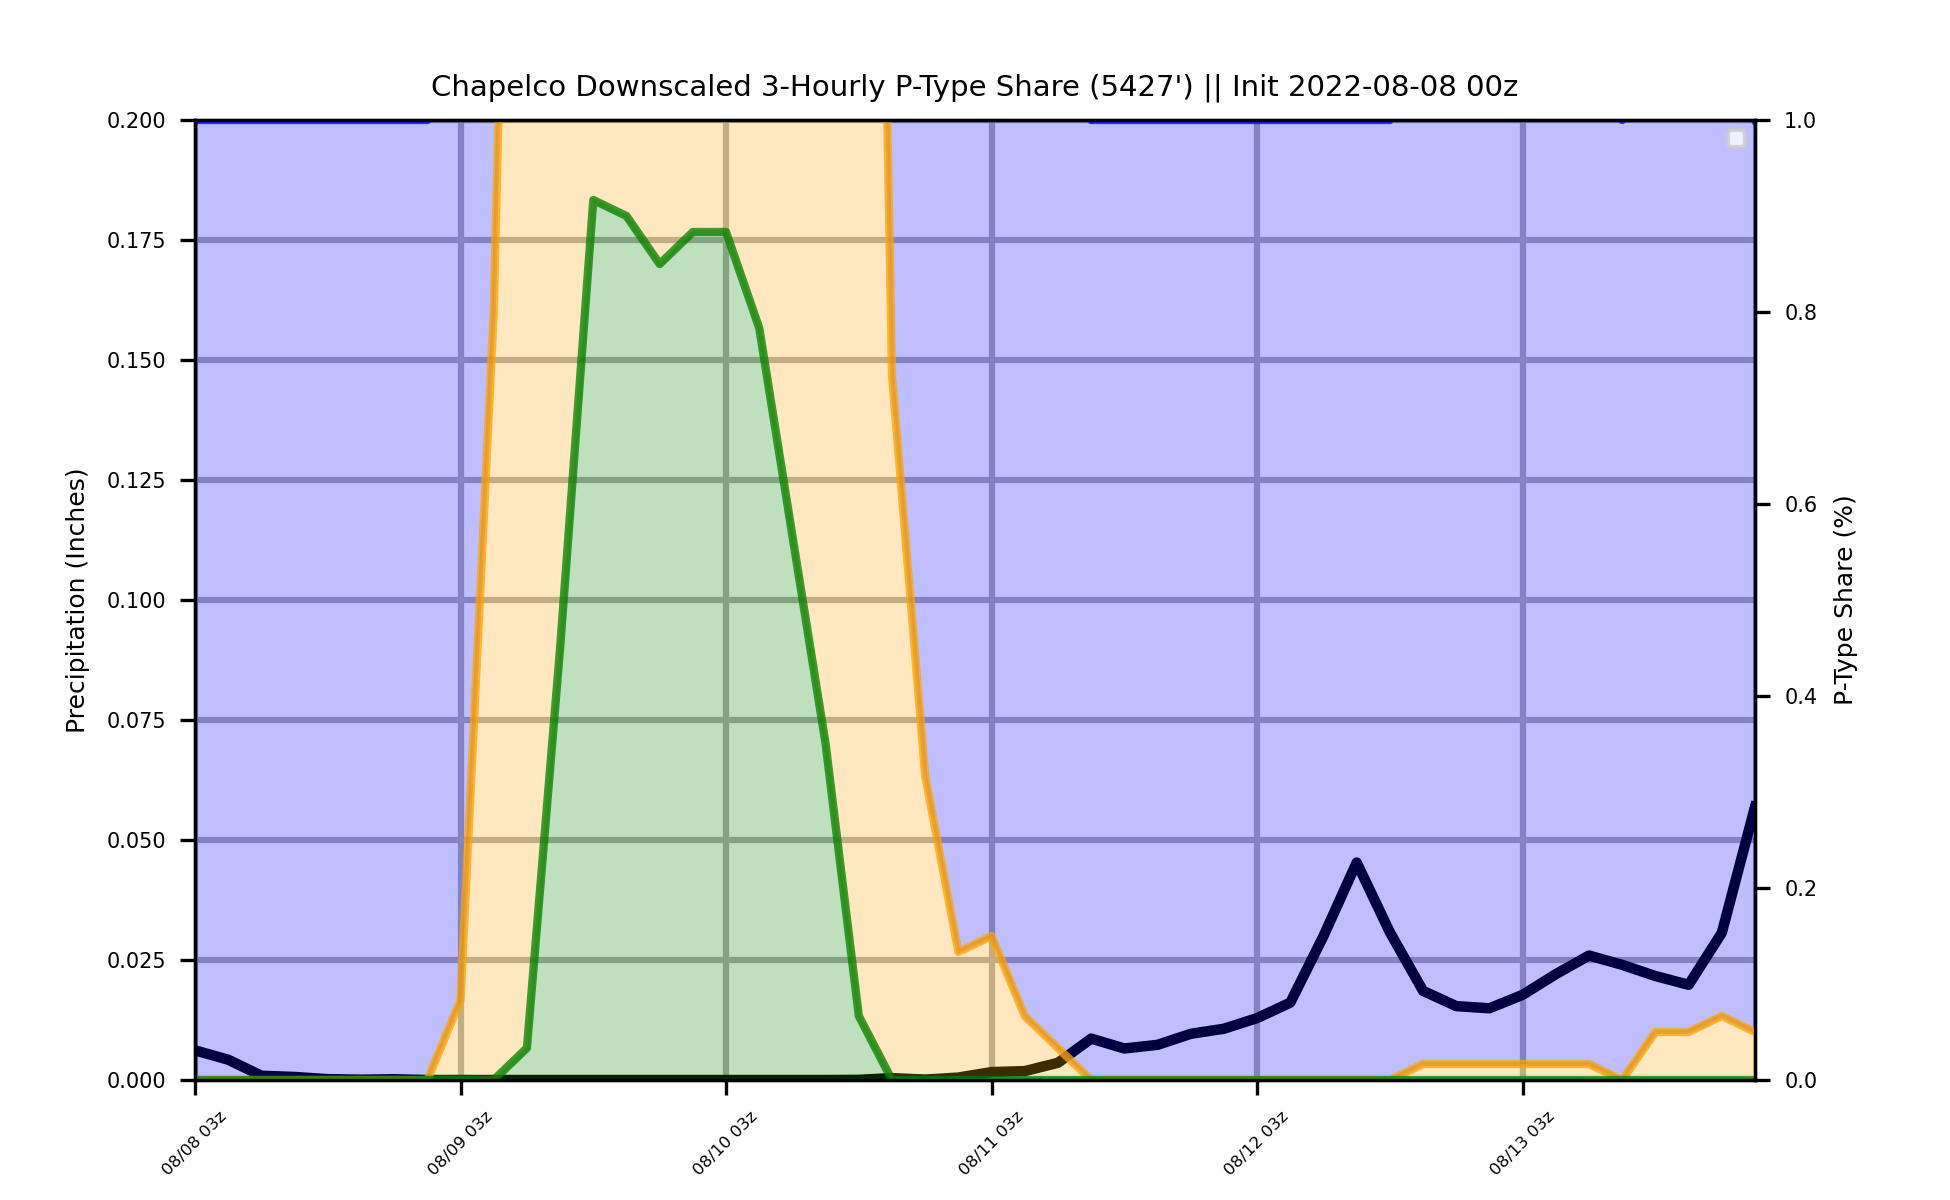 Chapelco Downscaled 3-Hourly P-Type Share (5427') || Init 2022-08-08 00z
Precipitation (Inches)
0.200
0.175
0.150
0.125
0.100
0.075
0.050
0.025
0.000
1.0
0.8
0.6
0.4
0.2
0.0
P-Type Share (%)
08/08 03z
08/09 03z
08/10 03z
08/11 03z
08/12 03z
08/13 03z